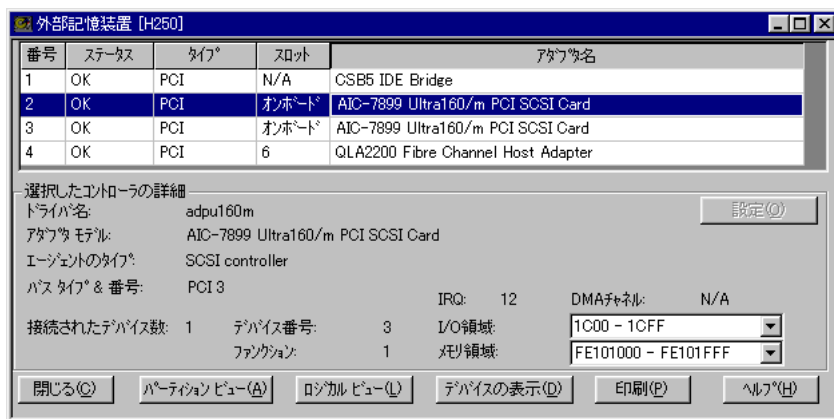 外部記憶装置 [H250]
番号 ステータス タイプ スロット アダプタ名
1 OK PCI N/A CSB5 IDE Bridge
2 OK PCI オンボード AIC-7899 Ultra160/m PCI SCSI Card
3 OK PCI オンボード AIC-7899 Ultra160/m PCI SCSI Card
4 OK PCI 6 QLA2200 Fibre Channel Host Adapter
選択したコントローラの詳細
ドライバ名: adpu160m 設定(O)
アダプタ モデル: AIC-7899 Ultra160/m PCI SCSI Card
エージェントのタイプ: SCSI controller
バス タイプ & 番号: PCI 3
IRQ: 12 DMAチャネル: N/A
接続されたデバイス数: 1 デバイス番号: 3 I/O領域: 1C00 - 1CFF
ファンクション: 1 メモリ領域: FE101000 - FE101FFF
閉じる(C) パーティション ビュー(A) ロジカル ビュー(L) デバイスの表示(D) 印刷(P) ヘルプ(H)